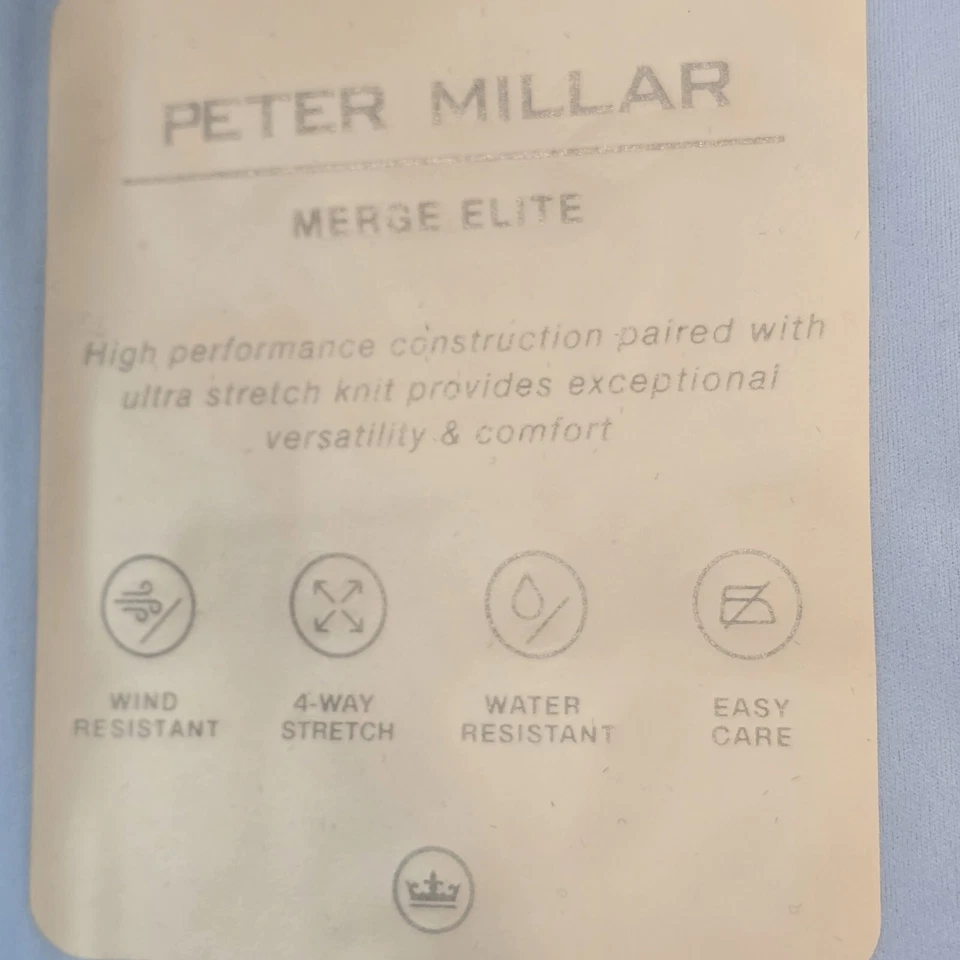 PETER MILLAR
MERGE ELITE
High performance construction paired with
ultra stretch knit provides exceptional
versatility & comfort
WIND
RESISTANT
4-WAY
STRETCH
WATER
RESISTANT
EASY
CARE